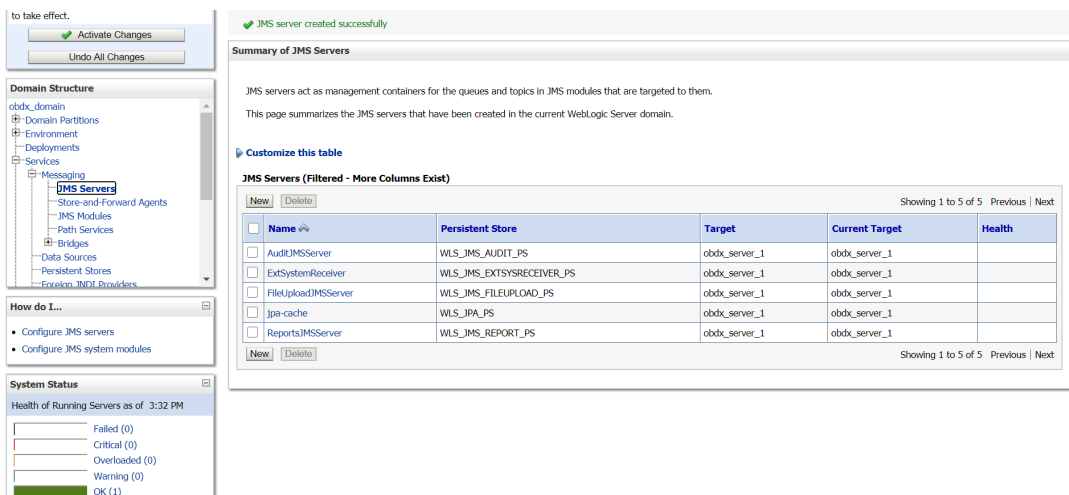 to take effect.
Activate Changes
Undo All Changes
Domain Structure
obdx_domain
Domain Partitions
Environment
Deployments
Services
Messaging
JMS Servers
Store-and-Forward Agents
JMS Modules
Path Services
Bridges
Data Sources
Persistent Stores
Foreign JNDI Providers
How do I...
Configure JMS servers
Configure JMS system modules
System Status
Health of Running Servers as of 3:32 PM
Failed (0)
Critical (0)
Overloaded (0)
Warning (0)
OK (1)
JMS server created successfully
Summary of JMS Servers
JMS servers act as management containers for the queues and topics in JMS modules that are targeted to them.
This page summarizes the JMS servers that have been created in the current WebLogic Server domain.
Customize this table
JMS Servers (Filtered - More Columns Exist)
New Delete Showing 1 to 5 of 5 Previous | Next
Name Persistent Store Target Current Target Health
AuditJMSServer WLS_JMS_AUDIT_PS obdx_server_1 obdx_server_1
ExtSystemReceiver WLS_JMS_EXTSYSRECEIVER_PS obdx_server_1 obdx_server_1
FileUploadJMSServer WLS_JMS_FILEUPLOAD_PS obdx_server_1 obdx_server_1
jpa-cache WLS_JPA_PS obdx_server_1 obdx_server_1
ReportsJMSServer WLS_JMS_REPORT_PS obdx_server_1 obdx_server_1
New Delete Showing 1 to 5 of 5 Previous | Next